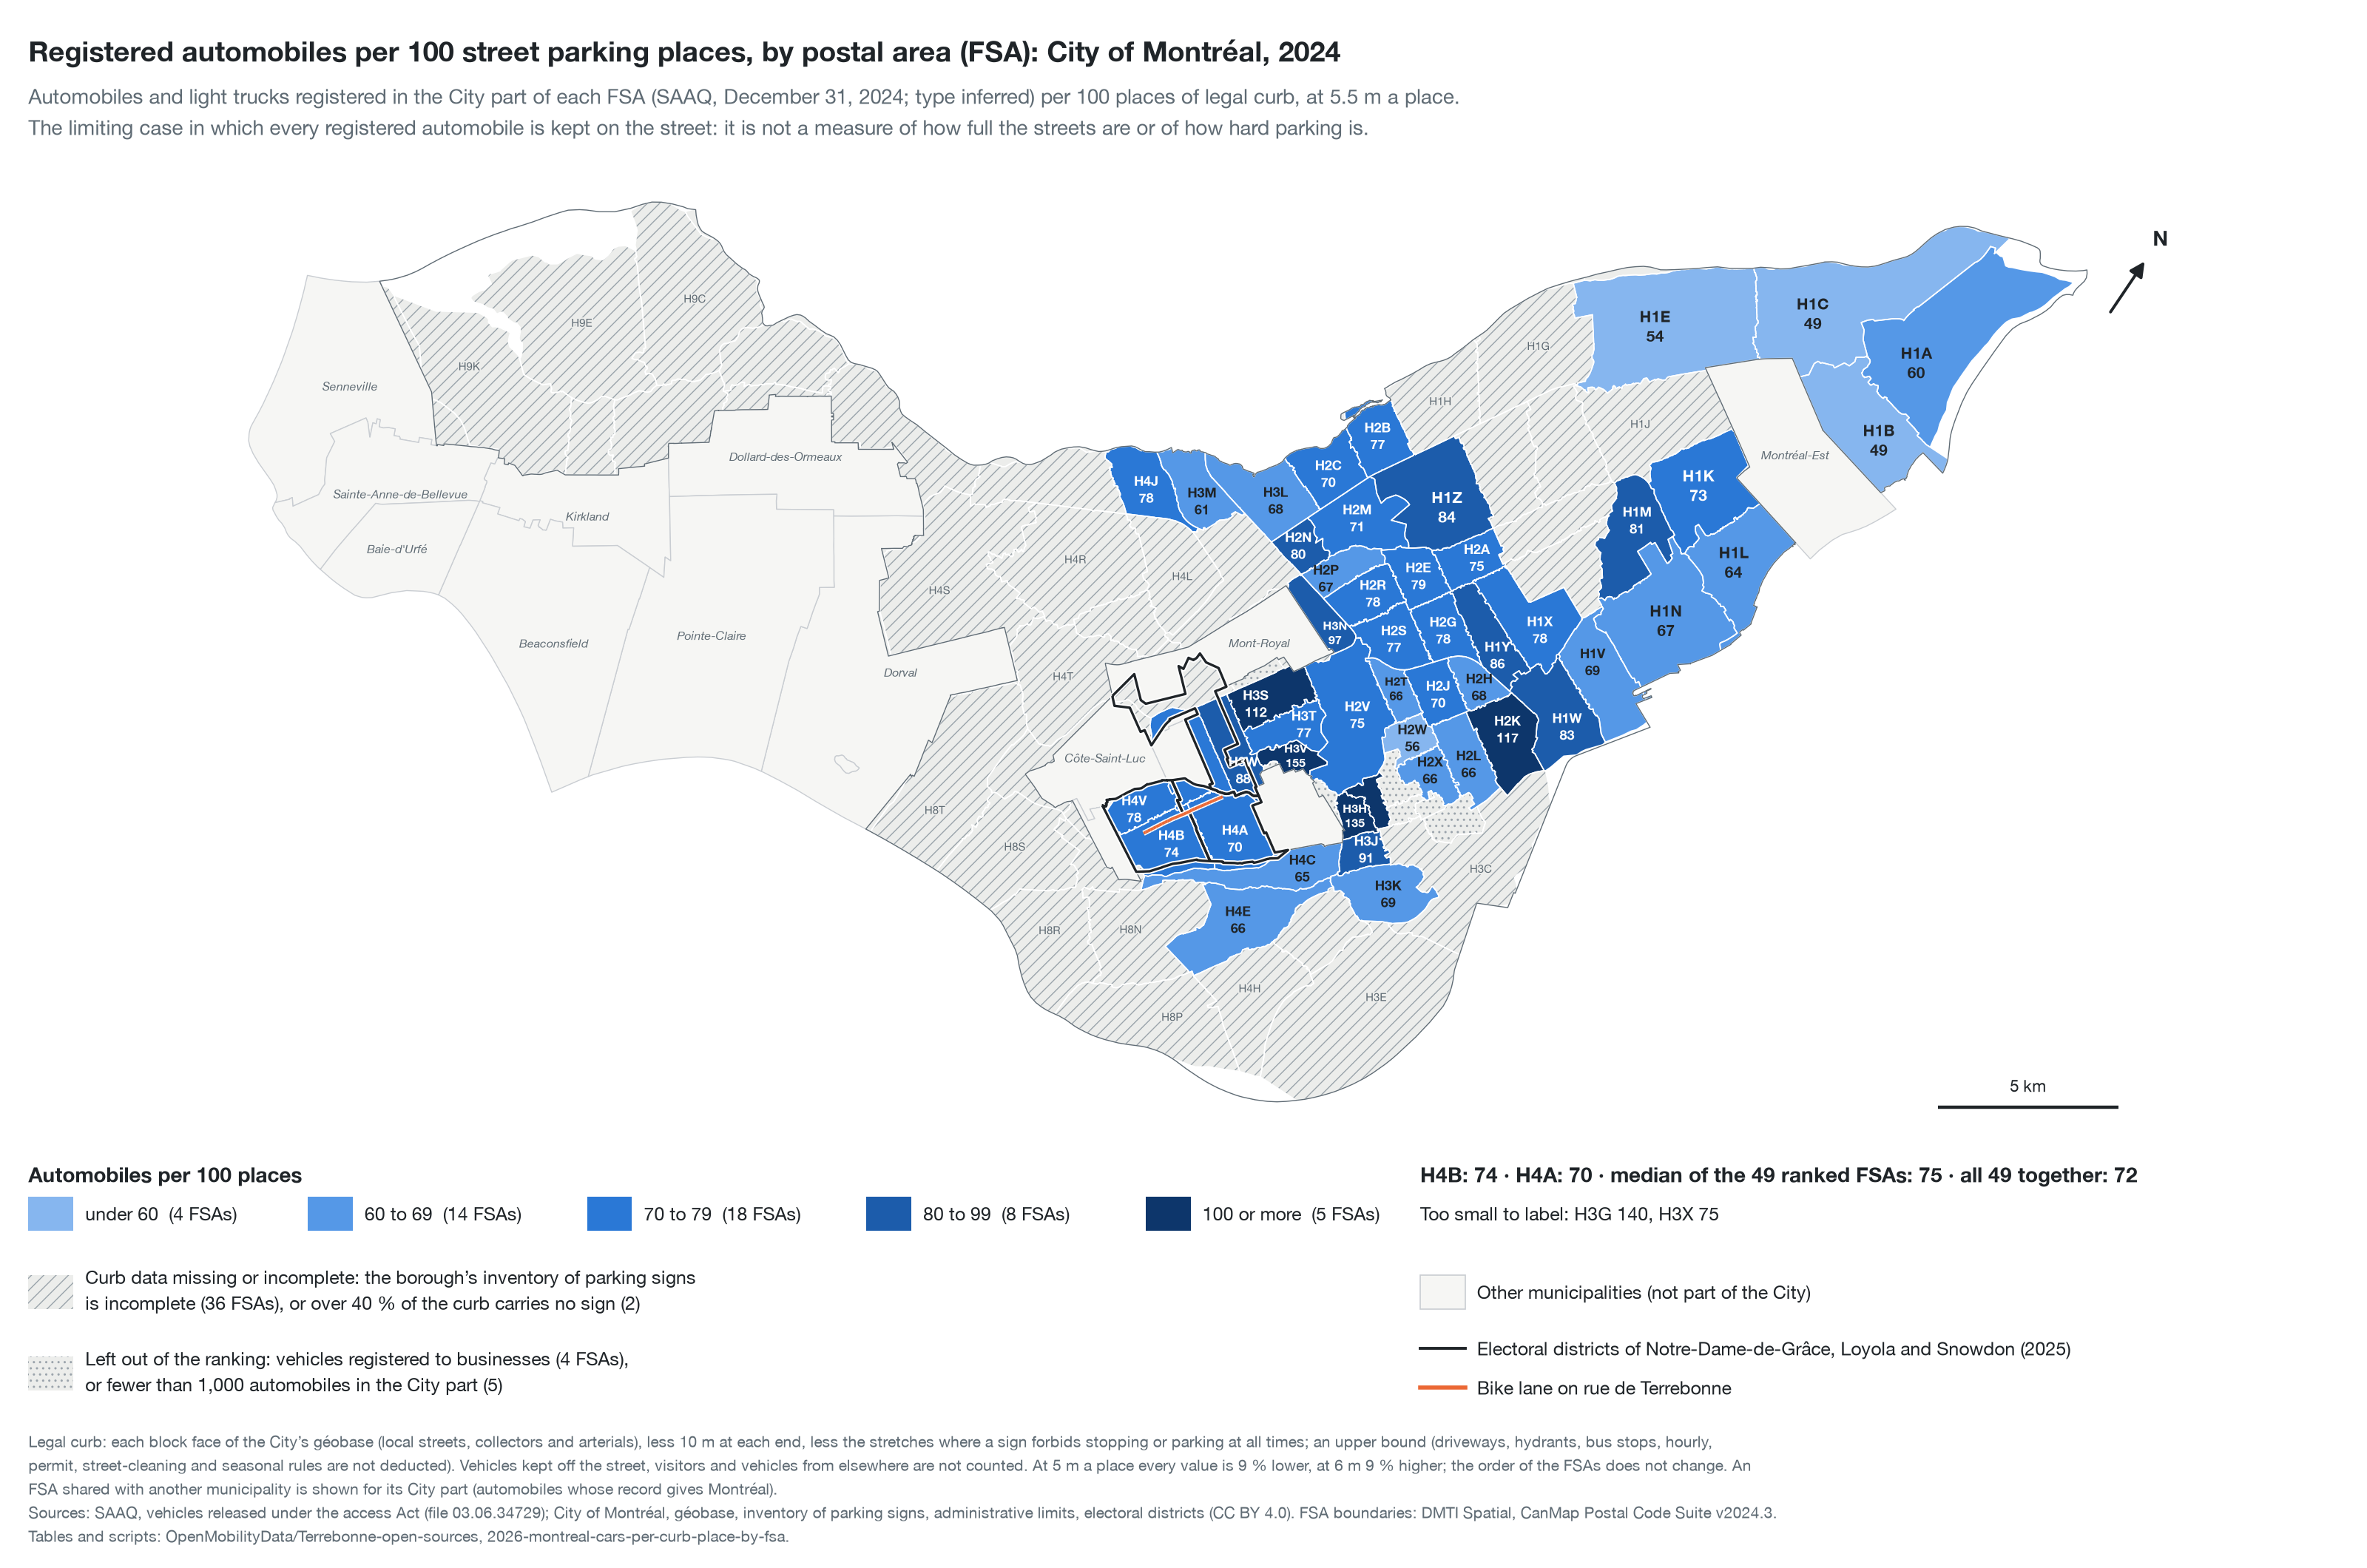 Registered automobiles per 100 street parking places, by postal area (FSA): City of Montréal, 2024
Automobiles and light trucks registered in the City part of each FSA (SAAQ, December 31, 2024; type inferred) per 100 places of legal curb, at 5.5 m a place.
The limiting case in which every registered automobile is kept on the street: it is not a measure of how full the streets are or of how hard parking is.
N
H9C
H9E
H9K
Senneville
Sainte-Anne-de-Bellevue
Baie-d'Urfé
Kirkland
Beaconsfield
Dollard-des-Ormeaux
Pointe-Claire
Dorval
H4S
H4R
H4L
H4T
Mont-Royal
Côte-Saint-Luc
H8T
H8S
H8R
H8N
H8P
H4H
H3E
H3C
H1G
H1H
H1J
Montréal-Est
H1E
54
H1C
49
H1A
60
H1B
49
H1K
73
H1L
64
H1M
81
H1N
67
H1V
69
H1W
83
H1X
78
H1Y
86
H1Z
84
H2A
75
H2B
77
H2C
70
H2M
71
H2N
80
H2P
67
H2E
79
H2R
78
H2G
78
H2S
77
H3N
97
H3L
68
H3M
61
H4J
78
H2V
75
H2T
66
H2J
70
H2H
68
H2K
117
H2W
56
H2L
66
H2X
66
H3S
112
H3T
77
H3V
155
H3W
88
H3H
135
H3J
91
H3K
69
H4V
78
H4B
74
H4A
70
H4C
65
H4E
66
5 km
Automobiles per 100 places
under 60 (4 FSAs)
60 to 69 (14 FSAs)
70 to 79 (18 FSAs)
80 to 99 (8 FSAs)
100 or more (5 FSAs)
H4B: 74 · H4A: 70 · median of the 49 ranked FSAs: 75 · all 49 together: 72
Too small to label: H3G 140, H3X 75
Curb data missing or incomplete: the borough's inventory of parking signs
is incomplete (36 FSAs), or over 40 % of the curb carries no sign (2)
Left out of the ranking: vehicles registered to businesses (4 FSAs),
or fewer than 1,000 automobiles in the City part (5)
Other municipalities (not part of the City)
Electoral districts of Notre-Dame-de-Grâce, Loyola and Snowdon (2025)
Bike lane on rue de Terrebonne
Legal curb: each block face of the City's géobase (local streets, collectors and arterials), less 10 m at each end, less the stretches where a sign forbids stopping or parking at all times; an upper bound (driveways, hydrants, bus stops, hourly,
permit, street-cleaning and seasonal rules are not deducted). Vehicles kept off the street, visitors and vehicles from elsewhere are not counted. At 5 m a place every value is 9 % lower, at 6 m 9 % higher; the order of the FSAs does not change. An
FSA shared with another municipality is shown for its City part (automobiles whose record gives Montréal).
Sources: SAAQ, vehicles released under the access Act (file 03.06.34729); City of Montréal, géobase, inventory of parking signs, administrative limits, electoral districts (CC BY 4.0). FSA boundaries: DMTI Spatial, CanMap Postal Code Suite v2024.3.
Tables and scripts: OpenMobilityData/Terrebonne-open-sources, 2026-montreal-cars-per-curb-place-by-fsa.